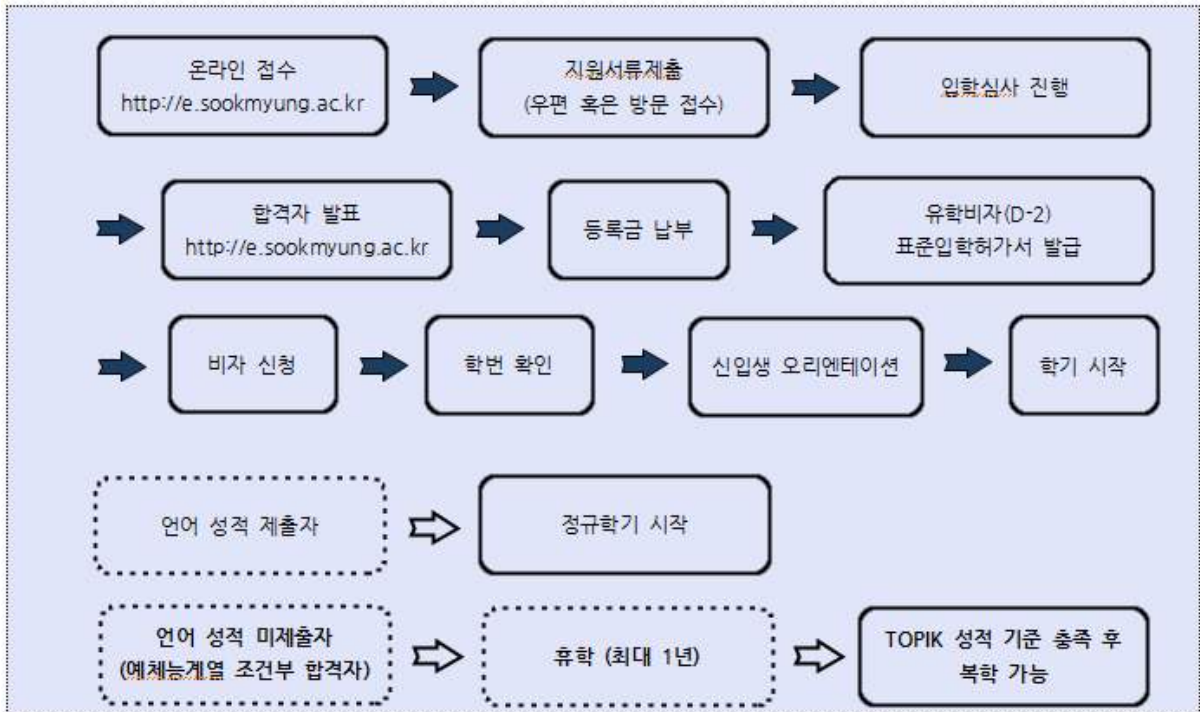 온라인 접수
http://e.sookmyung.ac.kr
지원서류제출
(우편 혹은 방문 접수)
입학심사 진행
합격자 발표
http://e.sookmyung.ac.kr
등록금 납부
유학비자(D-2)
표준입학허가서 발급
비자 신청
학번 확인
신입생 오리엔테이션
학기 시작
언어 성적 제출자
정규학기 시작
언어 성적 미제출자
(예체능계열 조건부 합격자)
휴학 (최대 1년)
TOPIK 성적 기준 충족 후
복학 가능